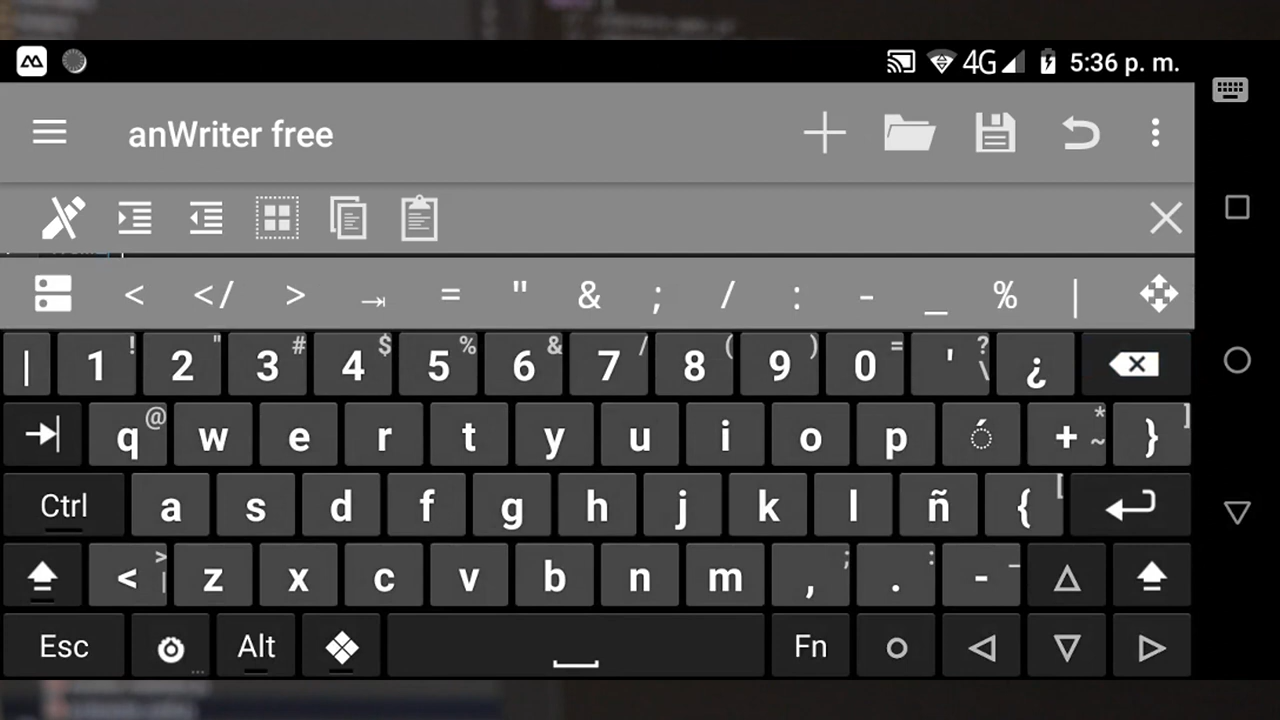 4G 5:36 p. m.
anWriter free
< </ > →| = " & ; / : - _ % |
| 1 ! 2 " 3 # 4 $ 5 % 6 & 7 / 8 ( 9 ) 0 = ' ? \ ¿
q @ w e r t y u i o p ´ + * ~ } ]
Ctrl a s d f g h j k l ñ { [
< > | z x c v b n m , ; . : - _
Esc ... Alt Fn